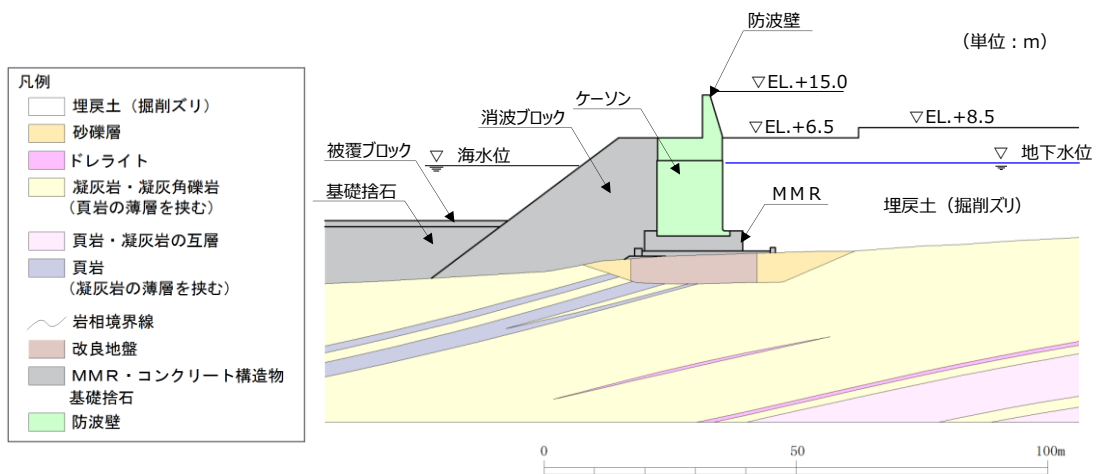 防波壁
（単位：m）
▽EL.+15.0
ケーソン
消波ブロック
▽EL.+6.5
▽EL.+8.5
被覆ブロック
▽ 海水位
▽ 地下水位
基礎捨石
MMR
埋戻土（掘削ズリ）
凡例
埋戻土（掘削ズリ）
砂礫層
ドレライト
凝灰岩・凝灰角礫岩
(頁岩の薄層を挟む)
頁岩・凝灰岩の互層
頁岩
(凝灰岩の薄層を挟む)
岩相境界線
改良地盤
MMR・コンクリート構造物
基礎捨石
防波壁
0 50 100m